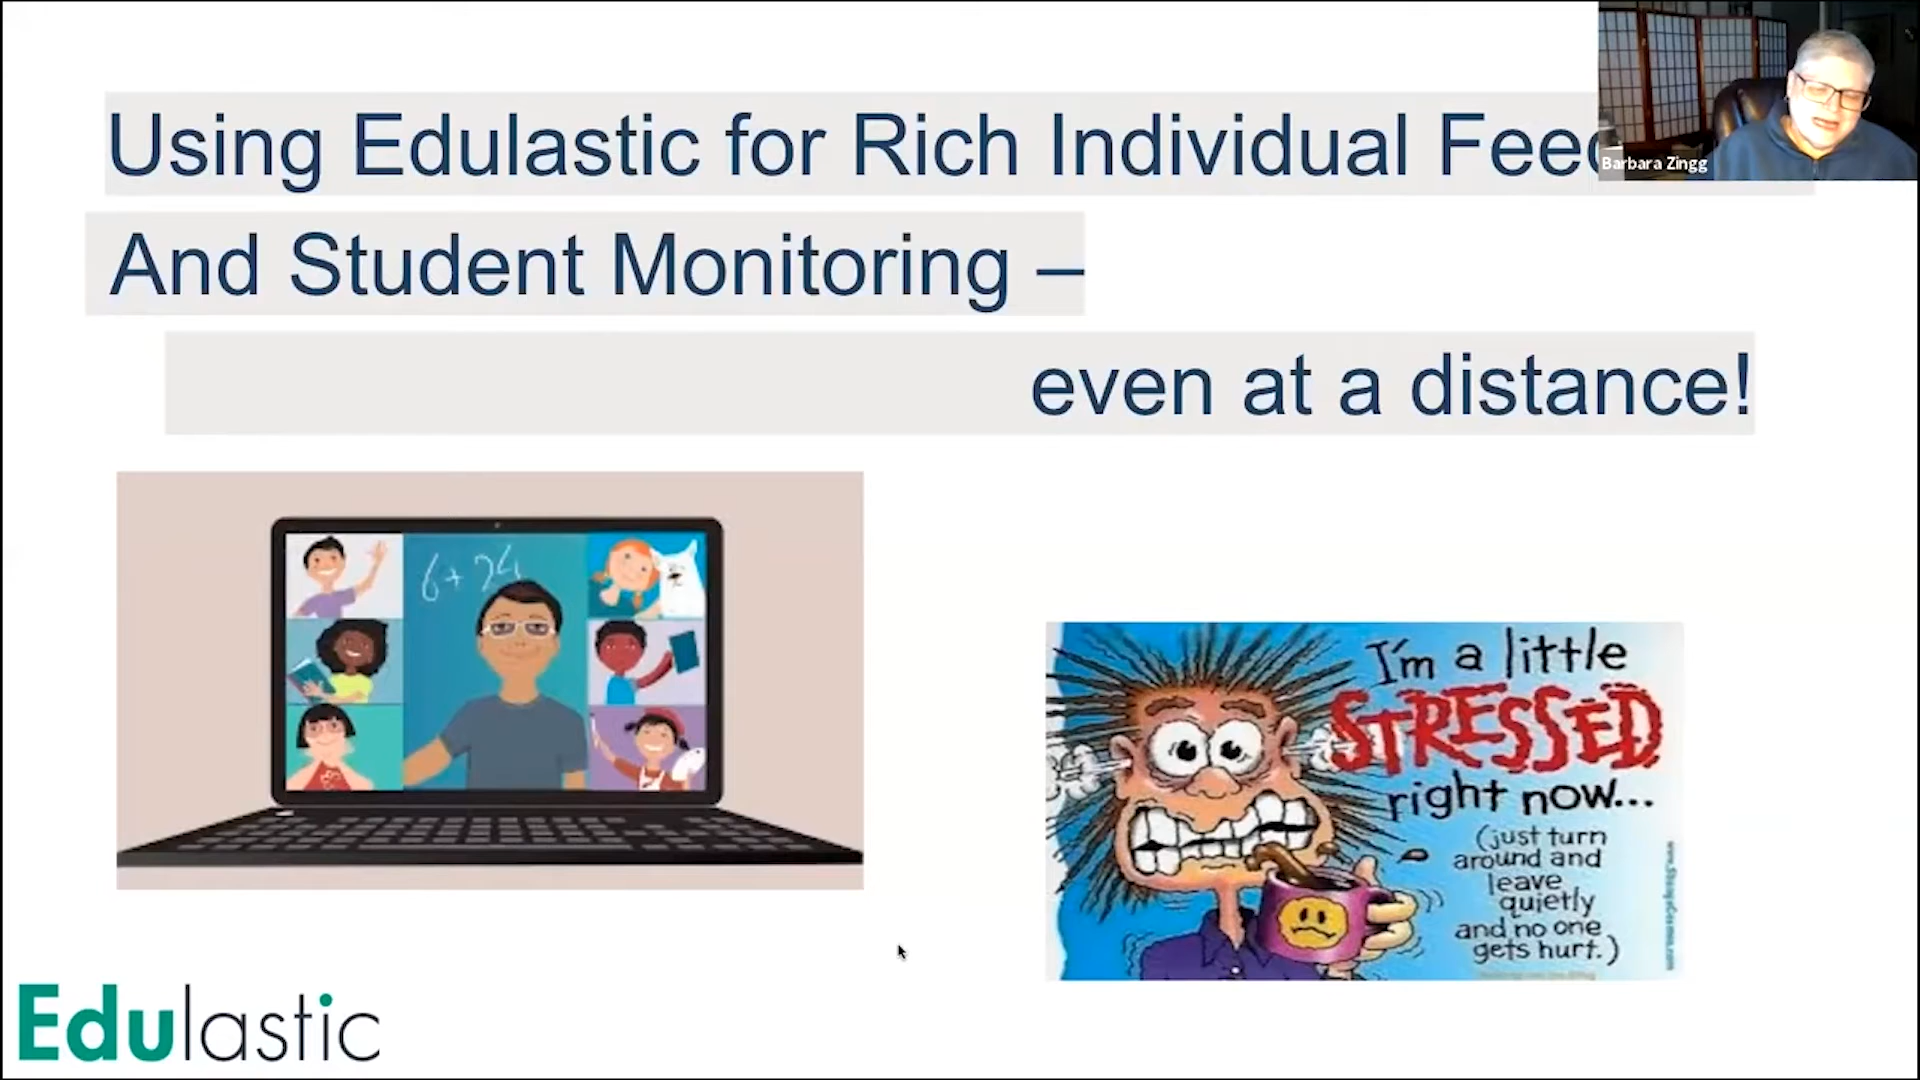 Using Edulastic for Rich Individual Feed
Barbara Zingg
And Student Monitoring –
even at a distance!
6+24
I'm a little
STRESSED
right now...
(just turn
around and
leave
quietly
and no one
gets hurt.)
Edulastic